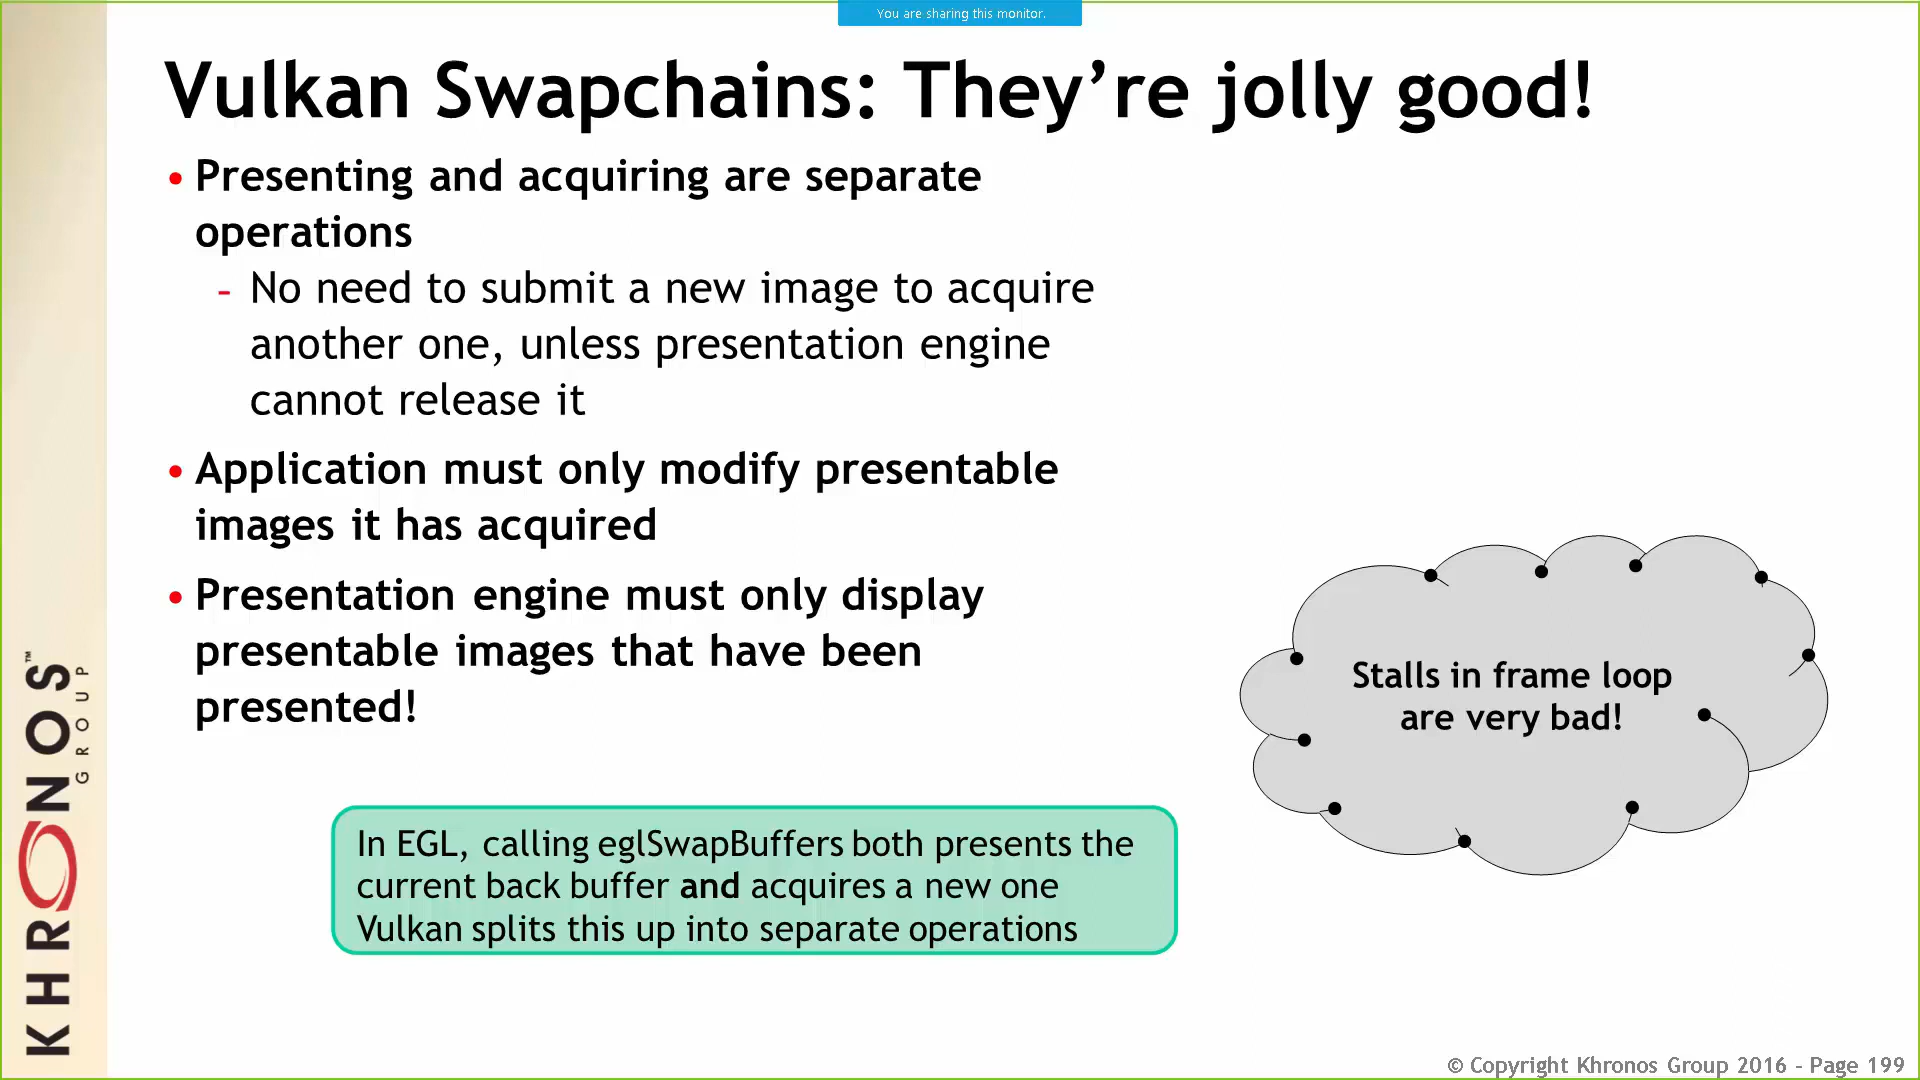 You are sharing this monitor.
Vulkan Swapchains: They’re jolly good!
• Presenting and acquiring are separate
operations
- No need to submit a new image to acquire
another one, unless presentation engine
cannot release it
• Application must only modify presentable
images it has acquired
• Presentation engine must only display
presentable images that have been
presented!
Stalls in frame loop
are very bad!
In EGL, calling eglSwapBuffers both presents the
current back buffer and acquires a new one
Vulkan splits this up into separate operations
KHRONOS™
GROUP
© Copyright Khronos Group 2016 - Page 199